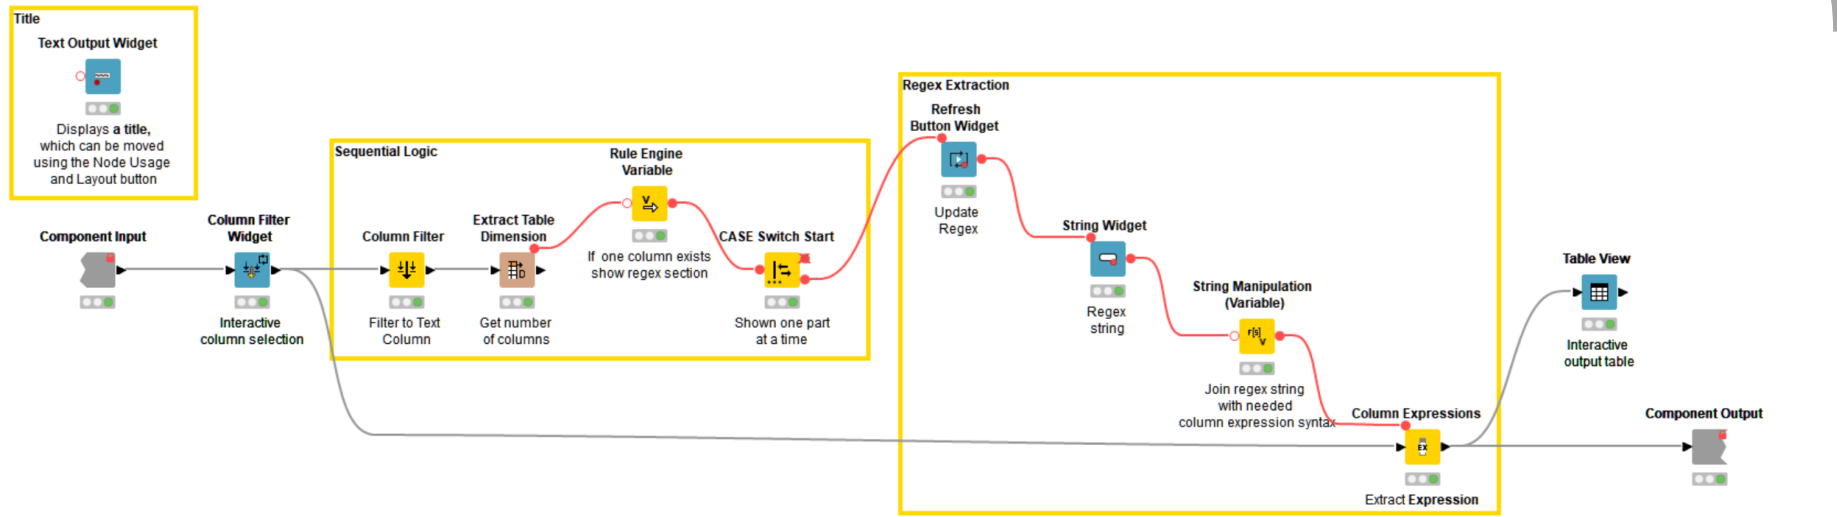 Title
Text Output Widget
Displays a title,
which can be moved
using the Node Usage
and Layout button
Component Input
Column Filter
Widget
Interactive
column selection
Sequential Logic
Column Filter
Filter to Text
Column
Extract Table
Dimension
Get number
of columns
Rule Engine
Variable
If one column exists
show regex section
CASE Switch Start
Shown one part
at a time
Regex Extraction
Refresh
Button Widget
Update
Regex
String Widget
Regex
string
String Manipulation
(Variable)
Join regex string
with needed
column expression syntax
Column Expressions
Extract Expression
Table View
Interactive
output table
Component Output